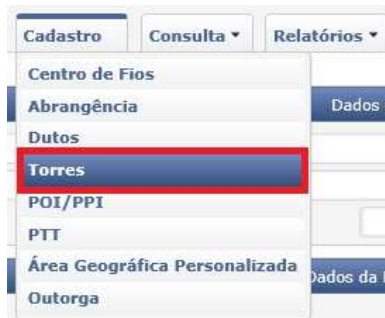 Cadastro Consulta Relatórios
Centro de Fios
Abrangência Dados
Dutos
Torres
POI/PPI
PTT
Área Geográfica Personalizada Dados da
Outorga